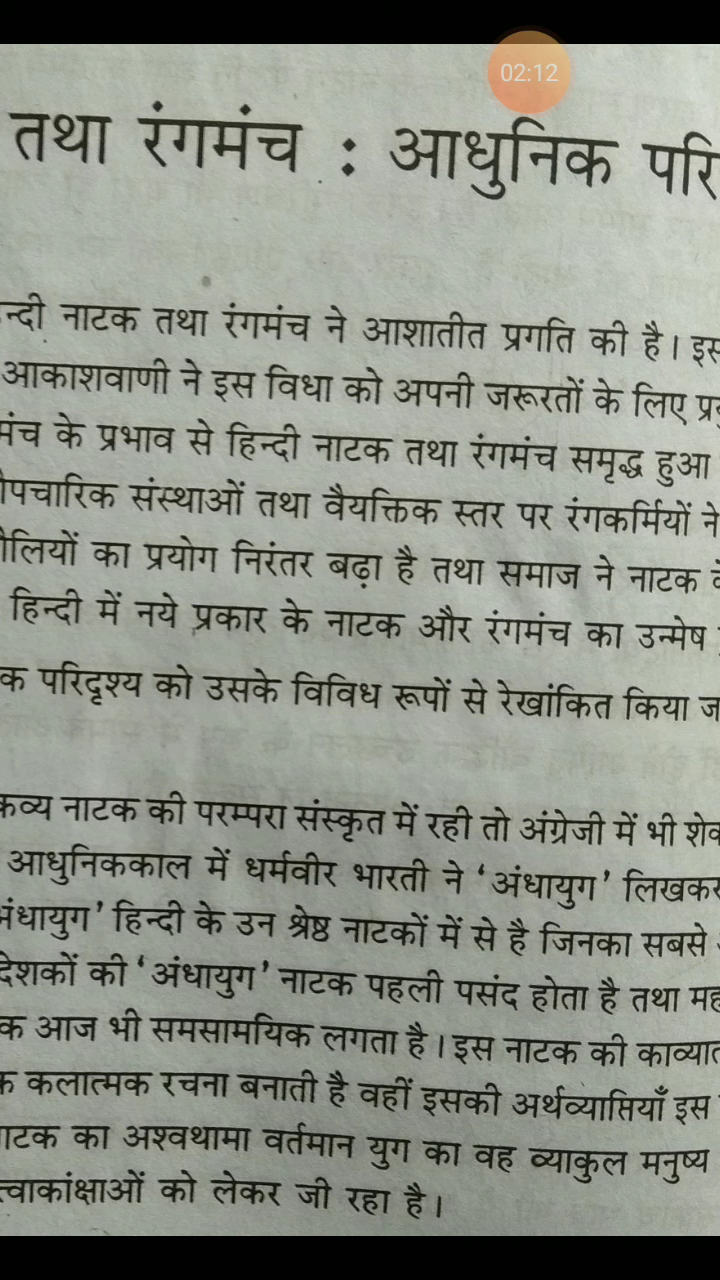 02:12
तथा रंगमंच : आधुनिक
नाटक तथा रंगमंच ने आशातीत प्रगति की है। इस
आकाशवाणी ने इस विधा को अपनी जरूरतों के लिए
के प्रभाव से हिन्दी नाटक तथा रंगमंच समृद्ध हुआ
संस्थाओं तथा वैयक्तिक स्तर पर रंगकर्मियों ने
का प्रयोग निरंतर बढ़ा है तथा समाज ने नाटक
हिन्दी में नये प्रकार के नाटक और रंगमंच का उन्मेष
परिदृश्य को उसके विविध रूपों से रेखांकित किया
नाटक की परम्परा संस्कृत में रही तो अंग्रेजी में भी
आधुनिककाल में धर्मवीर भारती ने ‘अंधायुग’ लिखकर
अंधायुग’ हिन्दी के उन श्रेष्ठ नाटकों में से है जिनका सबसे
की ‘अंधायुग’ नाटक पहली पसंद होता है तथा
आज भी समसामयिक लगता है। इस नाटक की
कलात्मक रचना बनाती है वहीं इसकी अर्थव्याप्तियाँ इस
का अश्वथामा वर्तमान युग का वह व्याकुल मनुष्य
को लेकर जी रहा है।